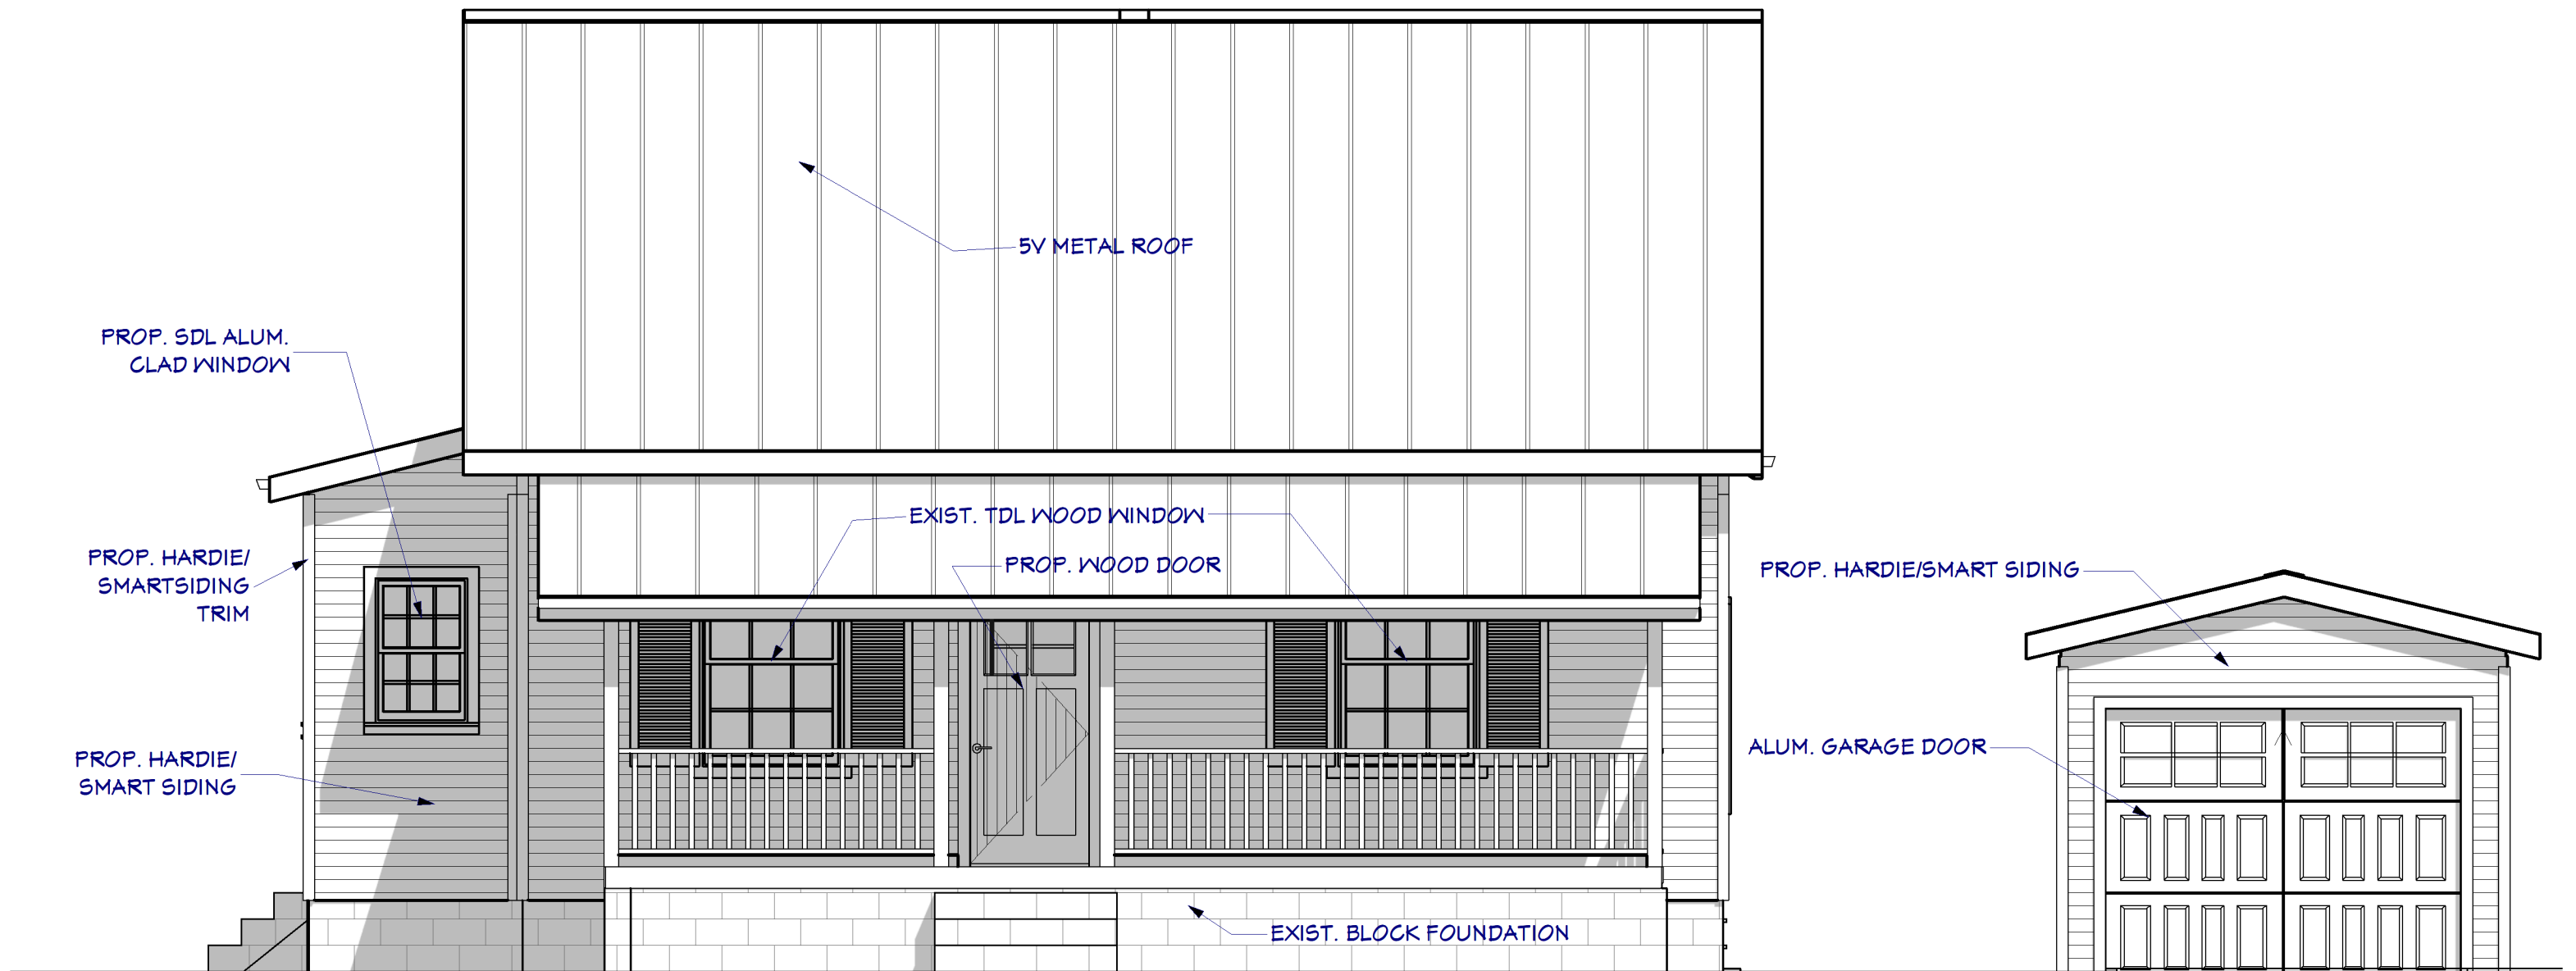 5V METAL ROOF
PROP. SDL ALUM.
CLAD WINDOW
EXIST. TDL WOOD WINDOW
PROP. WOOD DOOR
PROP. HARDIE/
SMARTSIDING
TRIM
PROP. HARDIE/SMART SIDING
PROP. HARDIE/
SMART SIDING
ALUM. GARAGE DOOR
EXIST. BLOCK FOUNDATION